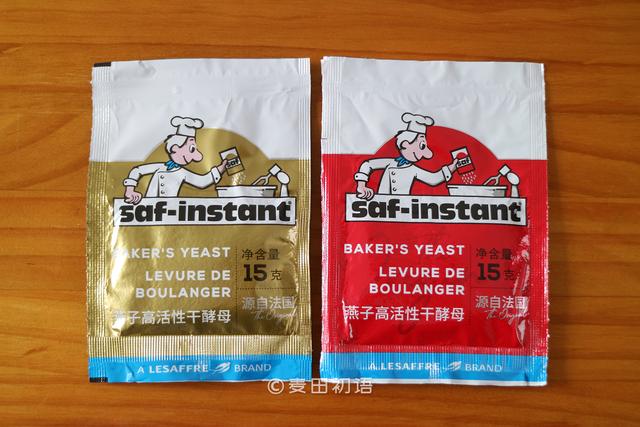 saf
saf-instant
BAKER'S YEAST
LEVURE DE
BOULANGER
净含量
15克
源自法国
The Original
燕子高活性干酵母
A LESAFFRE BRAND
saf
saf-instant
BAKER'S YEAST
LEVURE DE
BOULANGER
净含量
15克
源自法国
The Original
燕子高活性干酵母
A LESAFFRE BRAND
©麦田初语